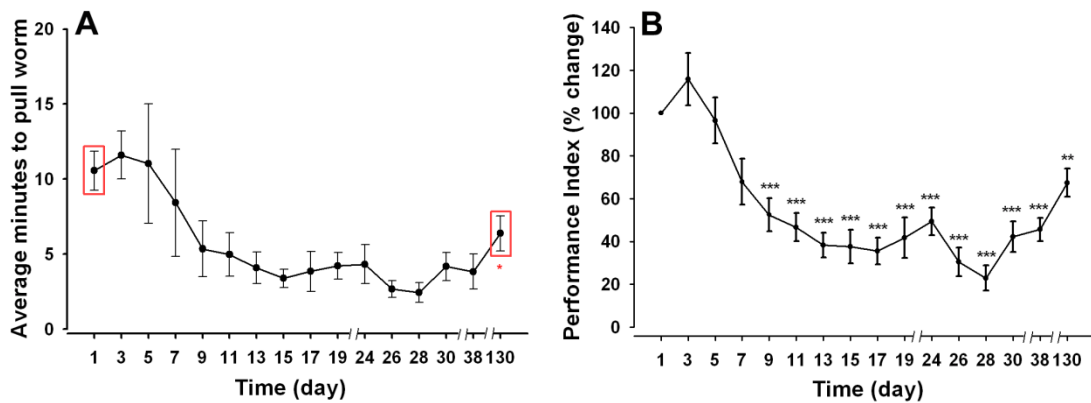 A
Average minutes to pull worm
20
15
10
5
0
*
1 3 5 7 9 11 13 15 17 19 24 26 28 30 38 130
Time (day)
B
Performance Index (% change)
140
120
100
80
60
40
20
0
*** *** *** *** *** *** *** *** *** *** *** **
1 3 5 7 9 11 13 15 17 19 24 26 28 30 38 130
Time (day)